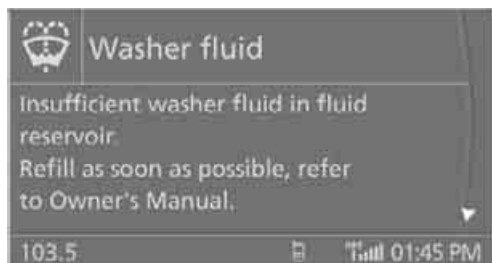 Washer fluid
Insufficient washer fluid in fluid
reservoir.
Refill as soon as possible, refer
to Owner's Manual.
103.5 01:45 PM